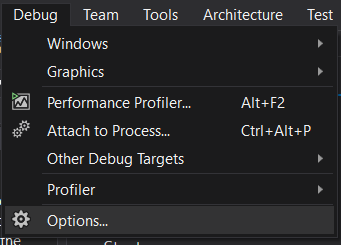 Debug Team Tools Architecture Test
Windows
Graphics
Performance Profiler... Alt+F2
Attach to Process... Ctrl+Alt+P
Other Debug Targets
Profiler
Options...
the